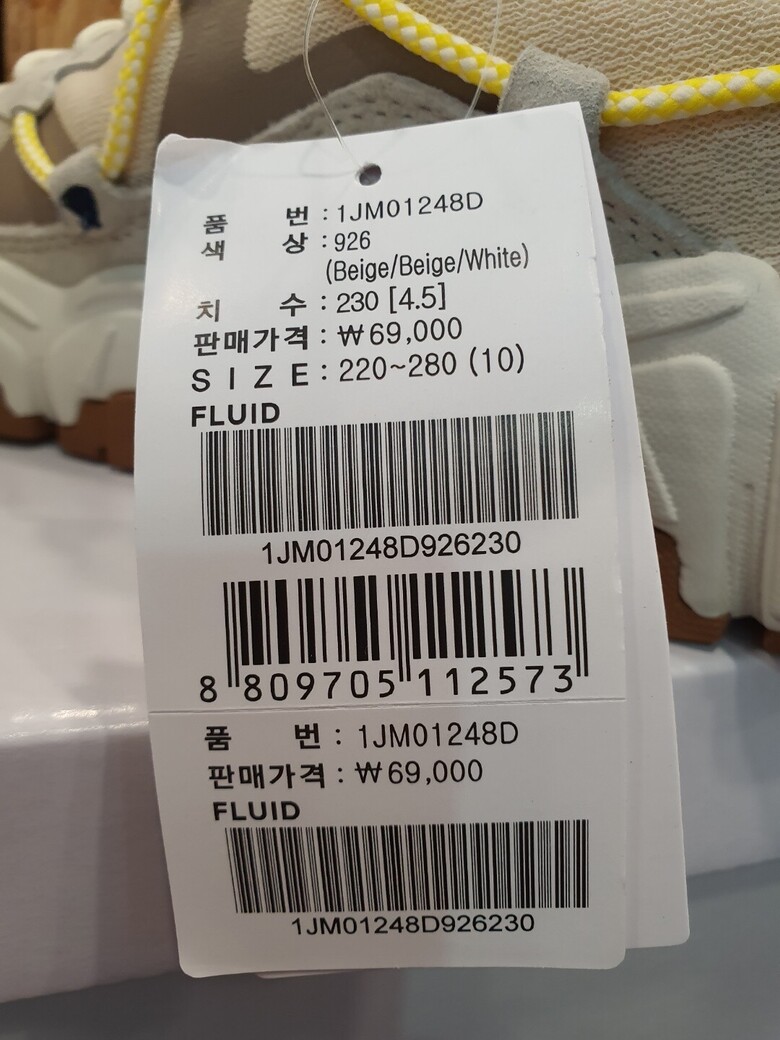 품 번 : 1JM01248D
색 상 : 926
(Beige/Beige/White)
치 수 : 230 [4.5]
판매가격 : ₩69,000
S I Z E : 220~280 (10)
FLUID
1JM01248D926230
8 809705 112573
품 번 : 1JM01248D
판매가격 : ₩69,000
FLUID
1JM01248D926230